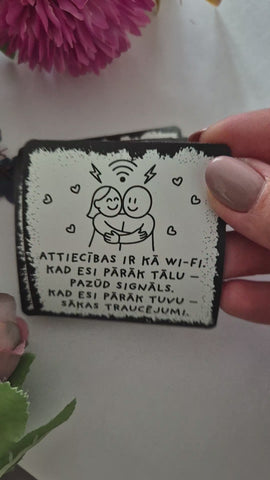 ATTIECĪBAS IR KĀ WI-FI.
KAD ESI PĀRĀK TĀLU –
PAZŪD SIGNĀLS.
KAD ESI PĀRĀK TUVU –
SĀKAS TRAUCĒJUMI.